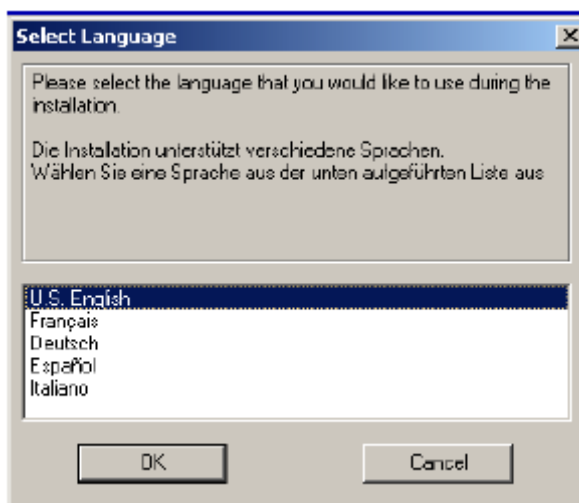 Select Language
Please select the language that you would like to use during the
installation.
Die Installation unterstützt verschiedene Sprachen.
Wählen Sie eine Sprache aus der unten aufgeführten Liste aus
U.S. English
Français
Deutsch
Español
Italiano
OK
Cancel